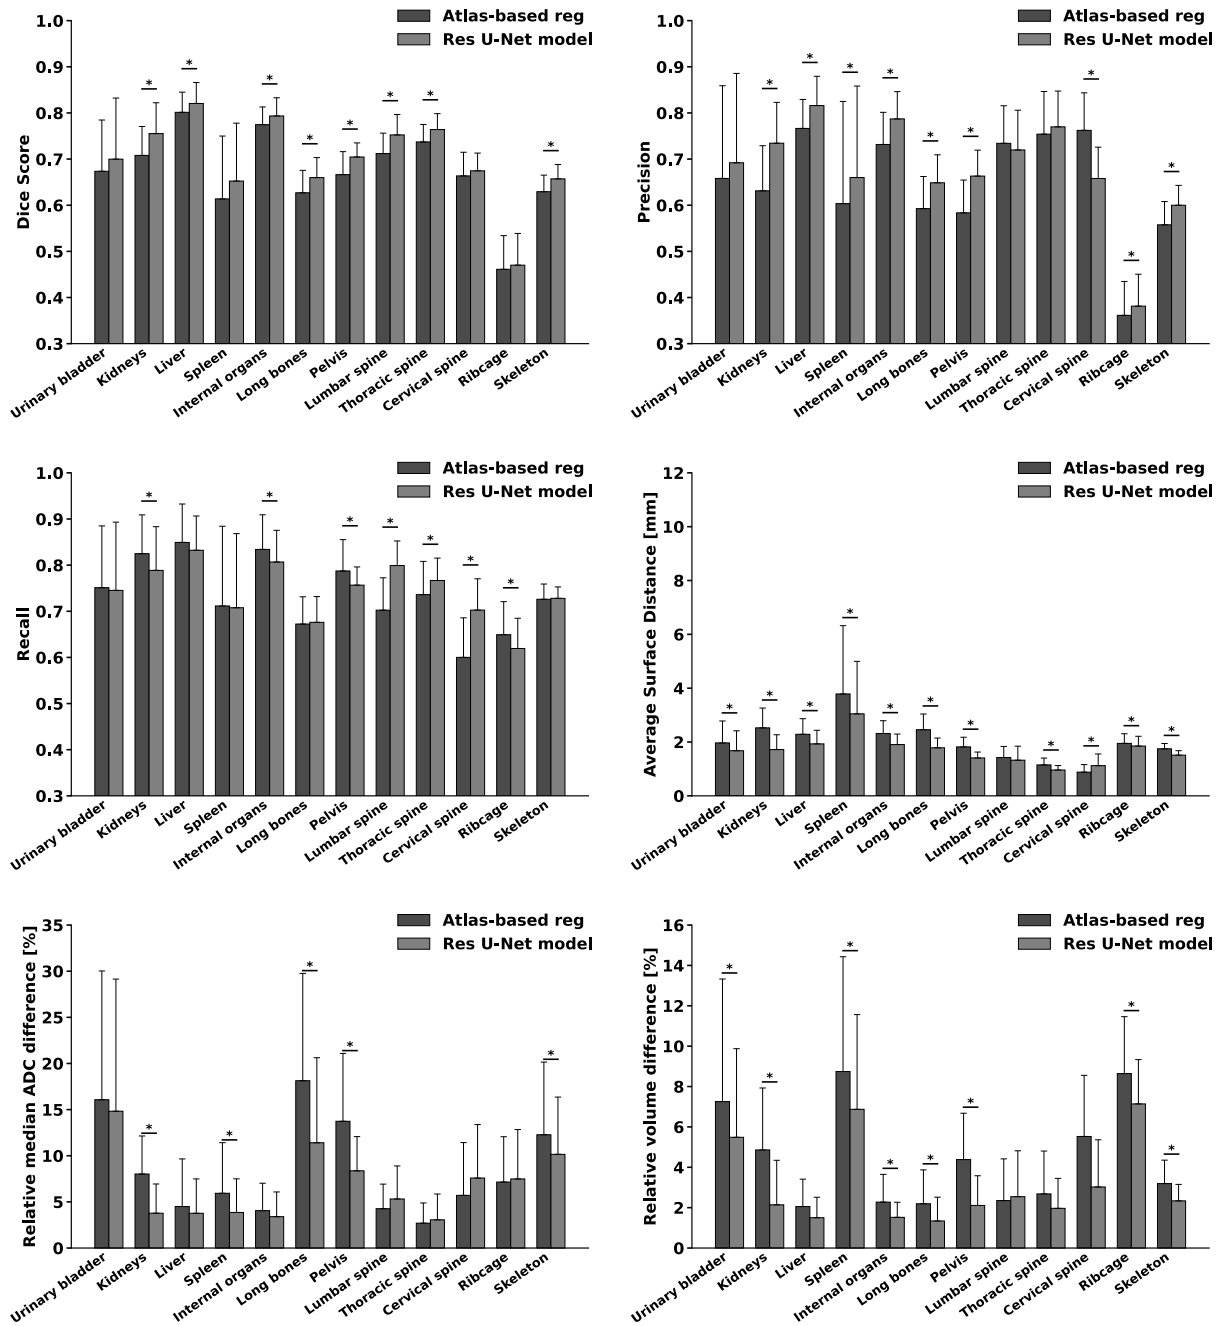 Atlas-based reg
Res U-Net model
Dice Score
1.0
0.9
0.8
0.7
0.6
0.5
0.4
0.3
* * * * * * * *
Urinary bladder
Kidneys
Liver
Spleen
Internal organs
Long bones
Pelvis
Lumbar spine
Thoracic spine
Cervical spine
Ribcage
Skeleton
Atlas-based reg
Res U-Net model
Precision
1.0
0.9
0.8
0.7
0.6
0.5
0.4
0.3
* * * * * * * * *
Urinary bladder
Kidneys
Liver
Spleen
Internal organs
Long bones
Pelvis
Lumbar spine
Thoracic spine
Cervical spine
Ribcage
Skeleton
Atlas-based reg
Res U-Net model
Recall
1.0
0.9
0.8
0.7
0.6
0.5
0.4
0.3
* * * * * * *
Urinary bladder
Kidneys
Liver
Spleen
Internal organs
Long bones
Pelvis
Lumbar spine
Thoracic spine
Cervical spine
Ribcage
Skeleton
Atlas-based reg
Res U-Net model
Average Surface Distance [mm]
12
10
8
6
4
2
0
* * * * * * * * * * *
Urinary bladder
Kidneys
Liver
Spleen
Internal organs
Long bones
Pelvis
Lumbar spine
Thoracic spine
Cervical spine
Ribcage
Skeleton
Atlas-based reg
Res U-Net model
Relative median ADC difference [%]
35
30
25
20
15
10
5
0
* * * * *
Urinary bladder
Kidneys
Liver
Spleen
Internal organs
Long bones
Pelvis
Lumbar spine
Thoracic spine
Cervical spine
Ribcage
Skeleton
Atlas-based reg
Res U-Net model
Relative volume difference [%]
16
14
12
10
8
6
4
2
0
* * * * * * * *
Urinary bladder
Kidneys
Liver
Spleen
Internal organs
Long bones
Pelvis
Lumbar spine
Thoracic spine
Cervical spine
Ribcage
Skeleton